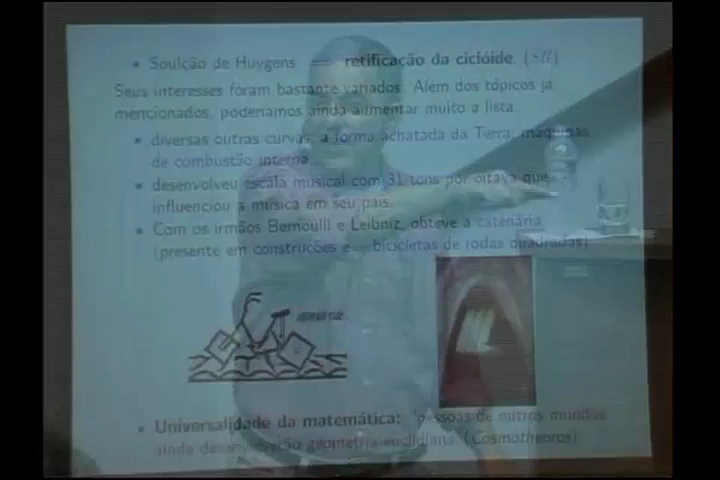 • Soulção de Huygens = retificação da ciclóide.
Seus interesses foram bastante variados. Além dos tópicos já
mencionados, poderíamos ainda aumentar muito a lista.
• diversas outras curvas, a forma achatada da Terra, máquinas
de combustão interna...
• desenvolveu escala musical com 31 tons por oitava que
influenciou a música em seu país.
• Com os irmãos Bernoulli e Leibniz, obteve a catenária
(presente em construções e ... bicicletas de rodas quadradas)
• Universalidade da matemática: pessoas de outros mundos
ainda desenvolverão geometria euclidiana (Cosmotheoros)